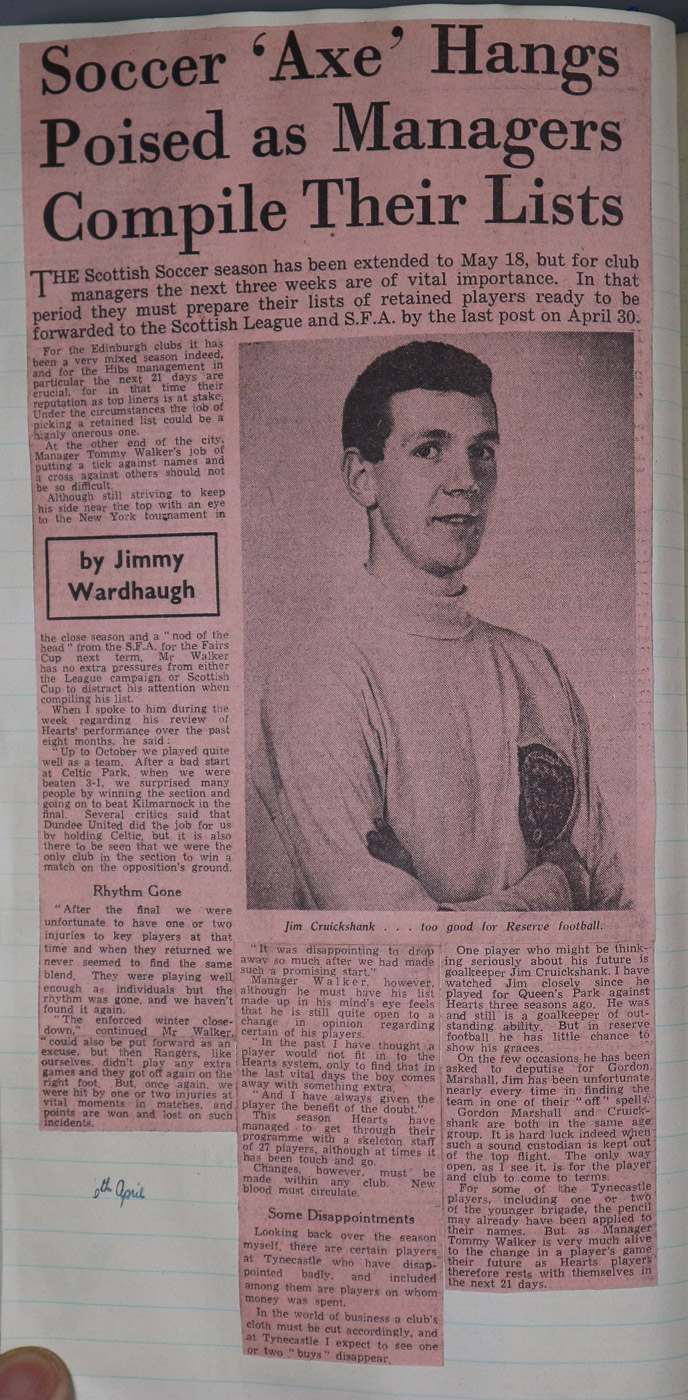 Soccer ‘Axe’ Hangs
Poised as Managers
Compile Their Lists
THE Scottish Soccer season has been extended to May 18, but for club
managers the next three weeks are of vital importance. In that
period they must prepare their lists of retained players ready to be
forwarded to the Scottish League and S.F.A. by the last post on April 30.
For the Edinburgh clubs it has
been a very mixed season indeed,
and for the Hibs management in
particular the next 21 days are
crucial, for in that time their
reputation as top liners is at stake.
Under the circumstances the job of
picking a retained list could be a
highly onerous one.
At the other end of the city,
Manager Tommy Walker's job of
putting a tick against names and
a cross against others should not
be so difficult.
Although still striving to keep
his side near the top with an eye
to the New York tournament in
by Jimmy
Wardhaugh
the close season and a “nod of the
head” from the S.F.A. for the Fairs
Cup next term, Mr Walker
has no extra pressures from either
the League campaign or Scottish
Cup to distract his attention when
compiling his list.
When I spoke to him during the
week regarding his review of
Hearts' performance over the past
eight months, he said:
“Up to October we played quite
well as a team. After a bad start
at Celtic Park, when we were
beaten 3-1, we surprised many
people by winning the section and
going on to beat Kilmarnock in the
final. Several critics said that
Dundee United did the job for us
by holding Celtic, but it is also
there to be seen that we were the
only club in the section to win a
match on the opposition's ground.
Rhythm Gone
“After the final we were
unfortunate to have one or two
injuries to key players at that
time and when they returned we
never seemed to find the same
blend. They were playing well
enough as individuals but the
rhythm was gone, and we haven't
found it again.
“The enforced winter close-
down,” continued Mr Walker,
“could also be put forward as an
excuse, but then Rangers, like
ourselves, didn't play any extra
games and they got off again on the
right foot. But, once again, we
were hit by one or two injuries at
vital moments in matches, and
points are won and lost on such
incidents.
6th April
Jim Cruickshank . . . too good for Reserve football.
“It was disappointing to drop
away so much after we had made
such a promising start.”
Manager Walker, however,
although he must have his list
made up in his mind's eye feels
that he is still quite open to a
change in opinion regarding
certain of his players.
“In the past I have thought a
player would not fit in to the
Hearts system, only to find that in
the last vital days the boy comes
away with something extra.
“And I have always given the
player the benefit of the doubt.”
This season Hearts have
managed to get through their
programme with a skeleton staff
of 27 players, although at times it
has been touch and go.
Changes, however, must be
made within any club. New
blood must circulate.
Some Disappointments
Looking back over the season
myself, there are certain players
at Tynecastle who have disap-
pointed badly, and included
among them are players on whom
money was spent.
In the world of business a club's
cloth must be cut accordingly, and
at Tynecastle I expect to see one
or two “buys” disappear.
One player who might be think-
ing seriously about his future is
goalkeeper Jim Cruickshank. I have
watched Jim closely since he
played for Queen's Park against
Hearts three seasons ago. He was
and still is a goalkeeper of out-
standing ability. But in reserve
football he has little chance to
show his graces.
On the few occasions he has been
asked to deputise for Gordon
Marshall, Jim has been unfortunate
nearly every time in finding the
team in one of their “off” spells.
Gordon Marshall and Cruick-
shank are both in the same age
group. It is hard luck indeed when
such a sound custodian is kept out
of the top flight. The only way
open, as I see it, is for the player
and club to come to terms.
For some of the Tynecastle
players, including one or two
of the younger brigade, the pencil
may already have been applied to
their names. But as Manager
Tommy Walker is very much alive
to the change in a player's game
their future as Hearts players
therefore rests with themselves in
the next 21 days.